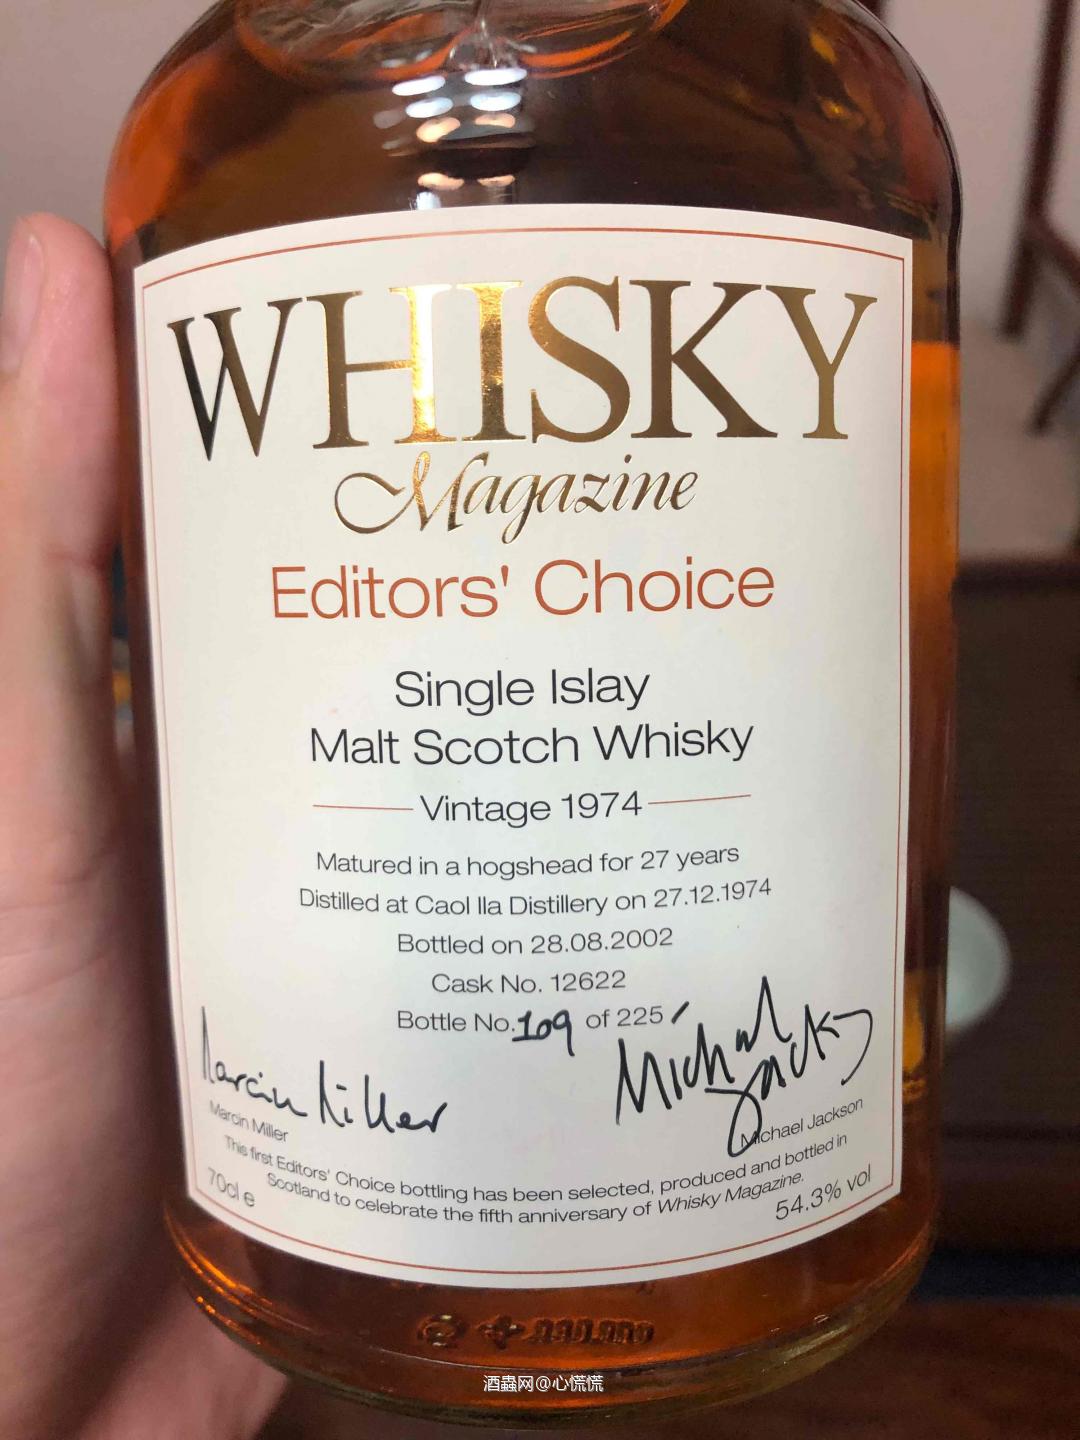 WHISKY
Magazine
Editors' Choice
Single Islay
Malt Scotch Whisky
Vintage 1974
Matured in a hogshead for 27 years
Distilled at Caol Ila Distillery on 27.12.1974
Bottled on 28.08.2002
Cask No. 12622
Bottle No. 109 of 225
Marcin Miller
Michael Jackson
Marcin Miller
Michael Jackson
This first Editors' Choice bottling has been selected, produced and bottled in
Scotland to celebrate the fifth anniversary of Whisky Magazine.
70cl e
54.3% vol
酒蟲网@心慌慌